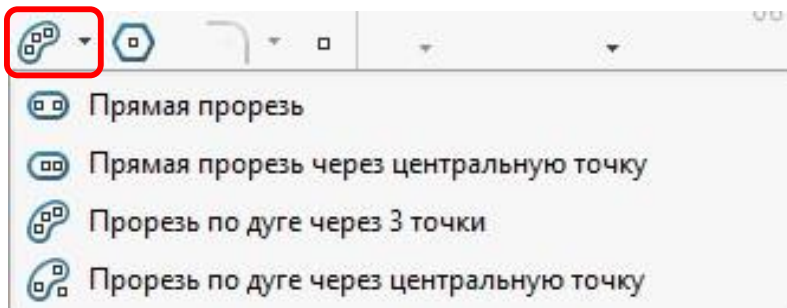 Прямая прорезь
Прямая прорезь через центральную точку
Прорезь по дуге через 3 точки
Прорезь по дуге через центральную точку